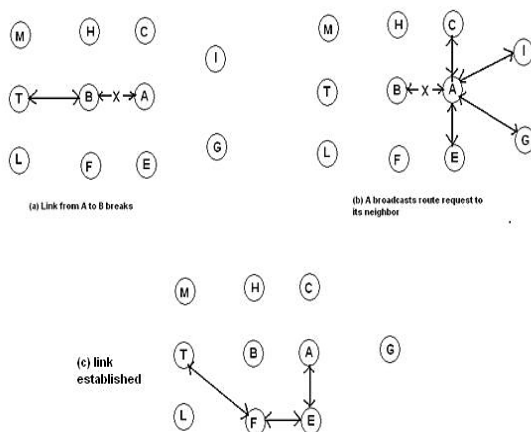 M H C
I
T B X A
G
L F E
(a) Link from A to B breaks
M H C
I
T B X A
G
L F E
(b) A broadcasts route request to
its neighbor
M H C
T B A G
(c) link
established
L F E